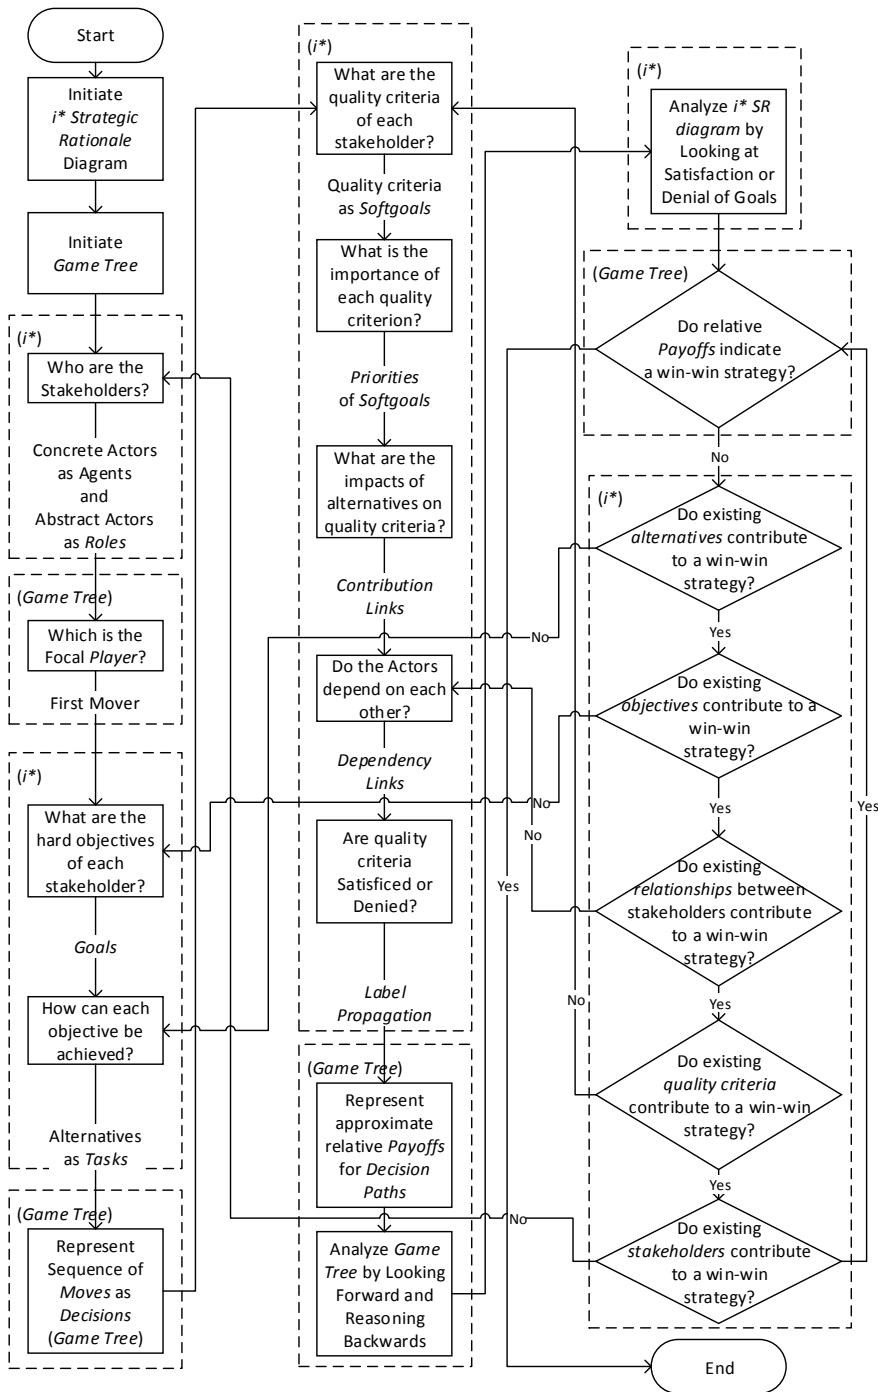 Start
Initiate
i* Strategic
Rationale
Diagram
Initiate
Game Tree
(i*)
Who are the
Stakeholders?
Concrete Actors
as Agents
and
Abstract Actors
as Roles
(Game Tree)
Which is the
Focal Player?
First Mover
(i*)
What are the
hard objectives
of each
stakeholder?
Goals
How can each
objective be
achieved?
Alternatives
as Tasks
(Game Tree)
Represent
Sequence of
Moves as
Decisions
(Game Tree)
(i*)
What are the
quality criteria
of each
stakeholder?
Quality criteria
as Softgoals
What is the
importance of
each quality
criterion?
Priorities
of Softgoals
What are the
impacts of
alternatives on
quality criteria?
Contribution
Links
Do the Actors
depend on each
other?
Dependency
Links
Are quality
criteria
Satisficed or
Denied?
Label
Propagation
(Game Tree)
Represent
approximate
relative Payoffs
for Decision
Paths
Analyze Game
Tree by Looking
Forward and
Reasoning
Backwards
(i*)
Analyze i* SR
diagram by
Looking at
Satisfaction or
Denial of Goals
(Game Tree)
Do relative
Payoffs indicate
a win-win strategy?
No
Yes
(i*)
Do existing
alternatives contribute
to a win-win
strategy?
No
Yes
Do existing
objectives contribute to a
win-win
strategy?
No
Yes
Do existing
relationships between
stakeholders contribute
to a win-win
strategy?
No
Yes
Do existing
quality criteria
contribute to a win-win
strategy?
No
Yes
Do existing
stakeholders contribute
to a win-win
strategy?
No
Yes
End